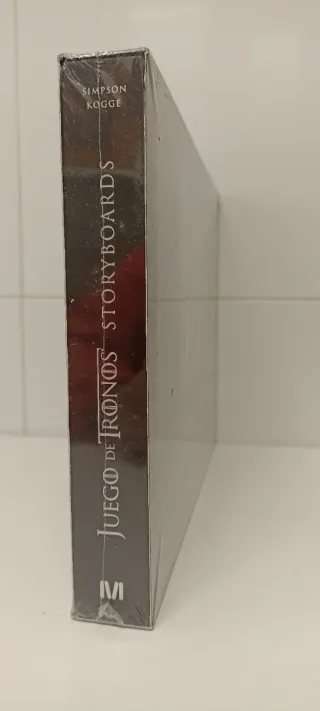 SIMPSON
KOGGE
JUEGO DE TRONOS STORYBOARDS
M